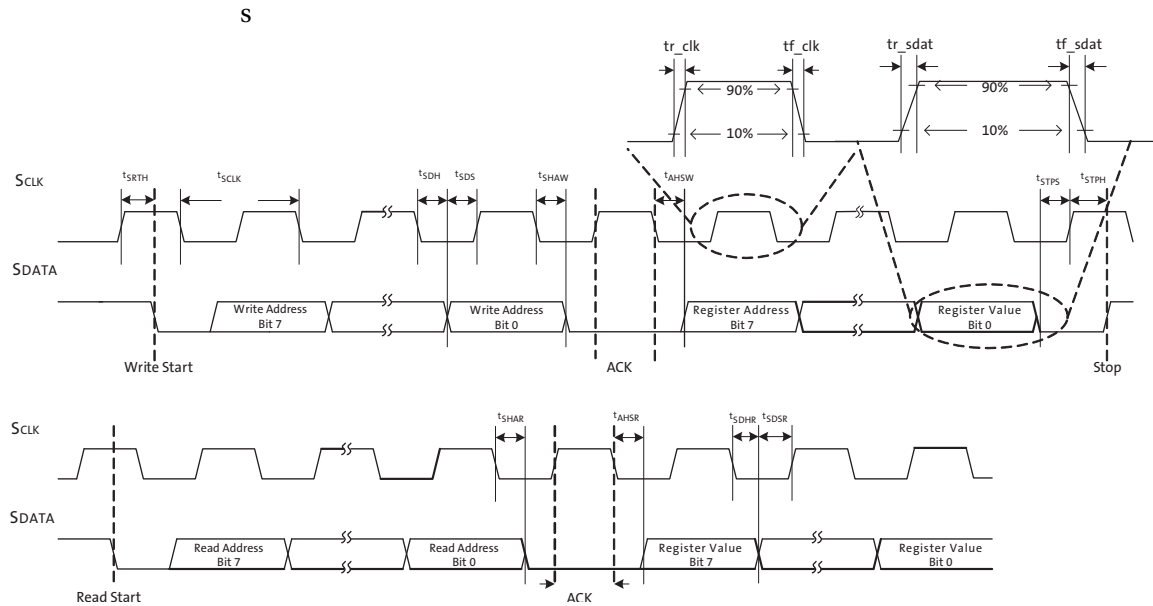 S
tr_clk tf_clk tr_sdat tf_sdat
90% 90%
10% 10%
SCLK tSRTH tSCLK tSDH tSDS tSHAW tAHSW tSTPS tSTPH
SDATA
Write Address Bit 7
Write Address Bit 0
Register Address Bit 7
Register Value Bit 0
Write Start ACK Stop
SCLK tSHAR tAHSR tSDHR tSDSR
SDATA
Read Address Bit 7
Read Address Bit 0
Register Value Bit 7
Register Value Bit 0
Read Start ACK